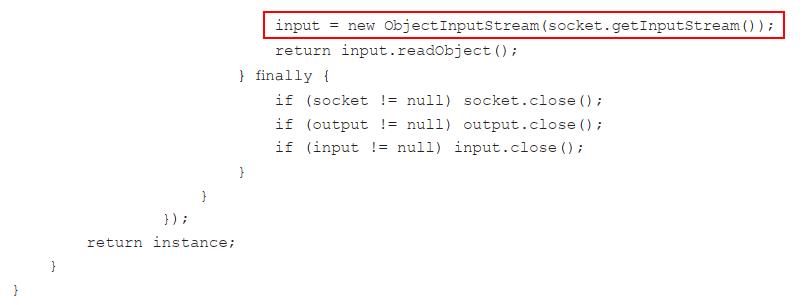 input = new ObjectInputStream(socket.getInputStream());
return input.readObject();
} finally {
if (socket != null) socket.close();
if (output != null) output.close();
if (input != null) input.close();
}
}
});
return instance;
}
}